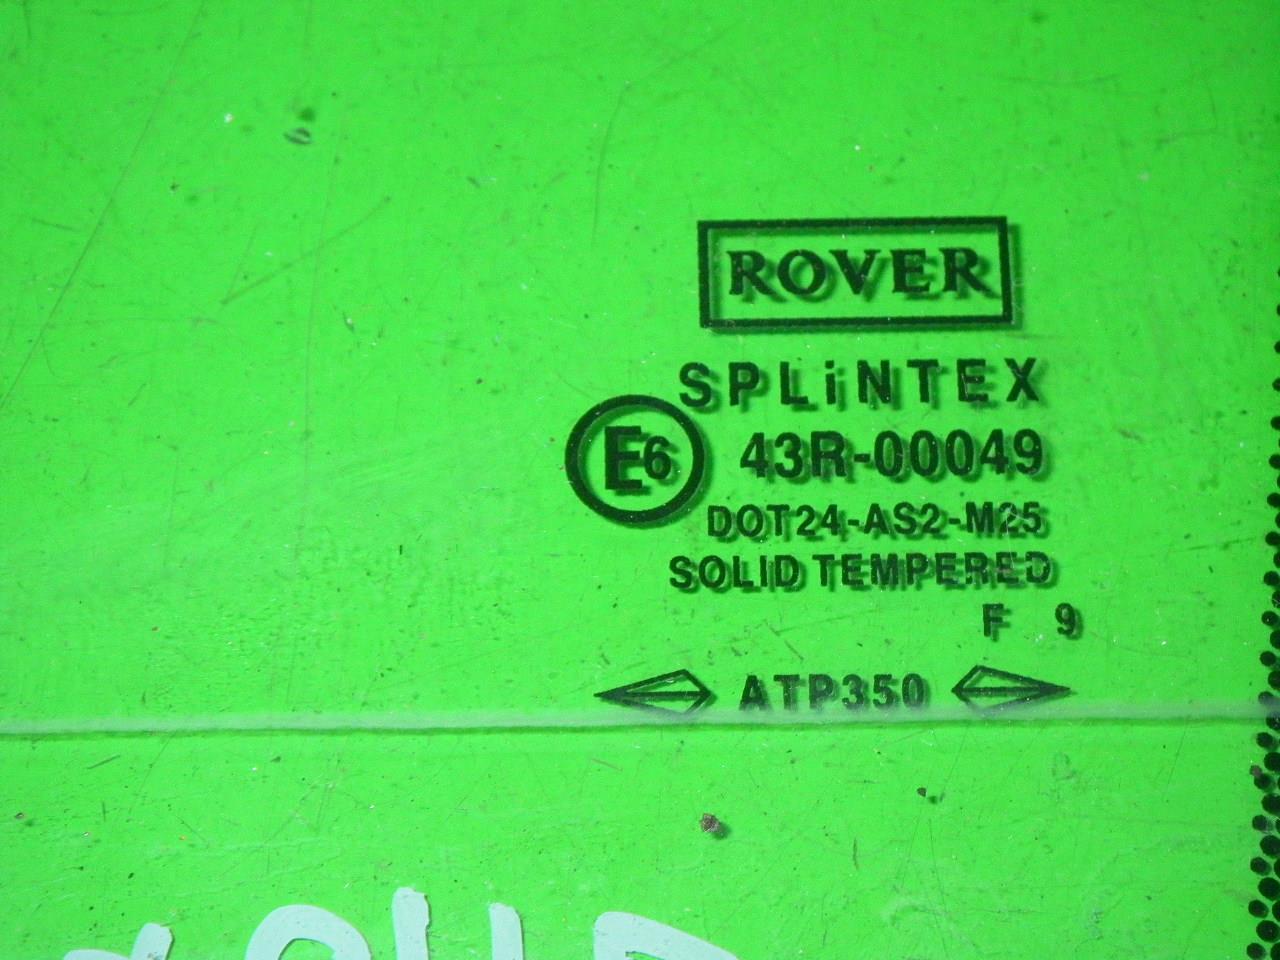 ROVER
SPLiNTEX
E6 43R-00049
DOT24-AS2-M25
SOLID TEMPERED
F 9
ATP350